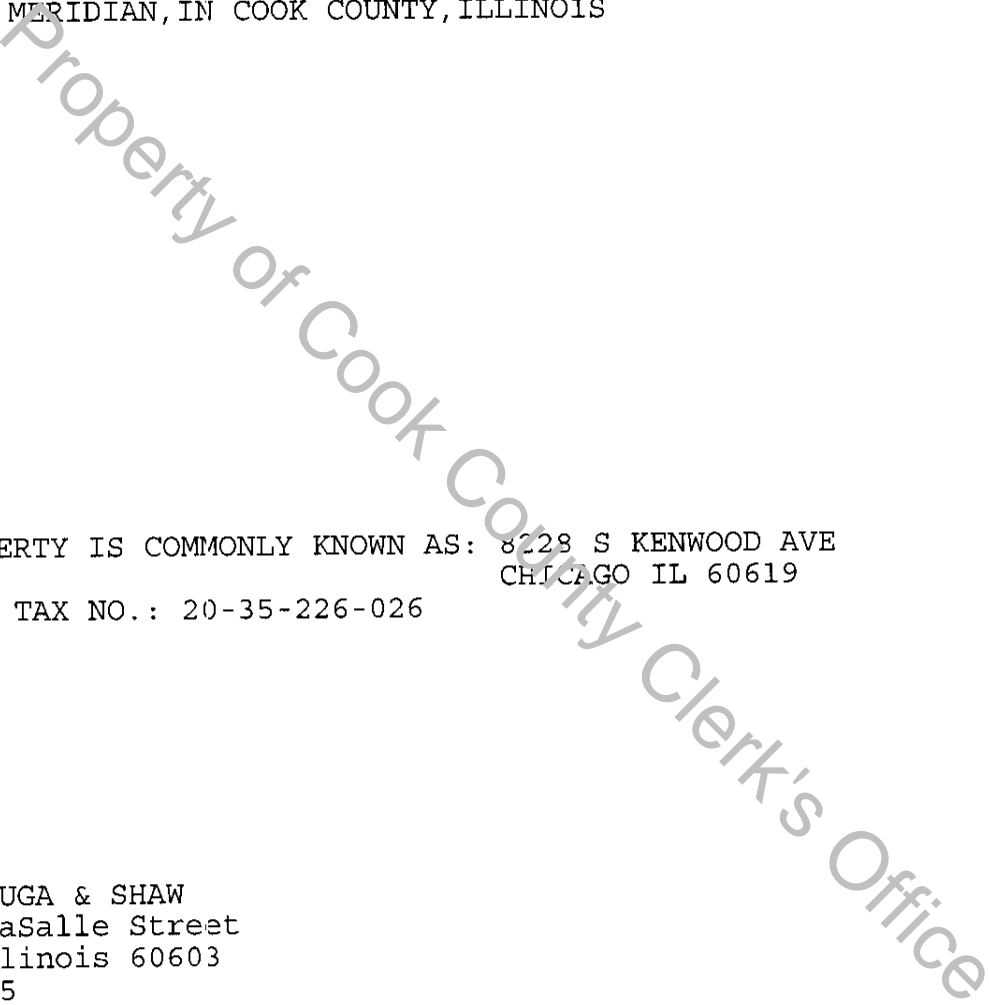 MERIDIAN, IN COOK COUNTY, ILLINOIS
Property of Cook County Clerk's Office
ERTY IS COMMONLY KNOWN AS: 8228 S KENWOOD AVE
CHICAGO IL 60619
TAX NO.: 20-35-226-026
UGA & SHAW
aSalle Street
linois 60603
5